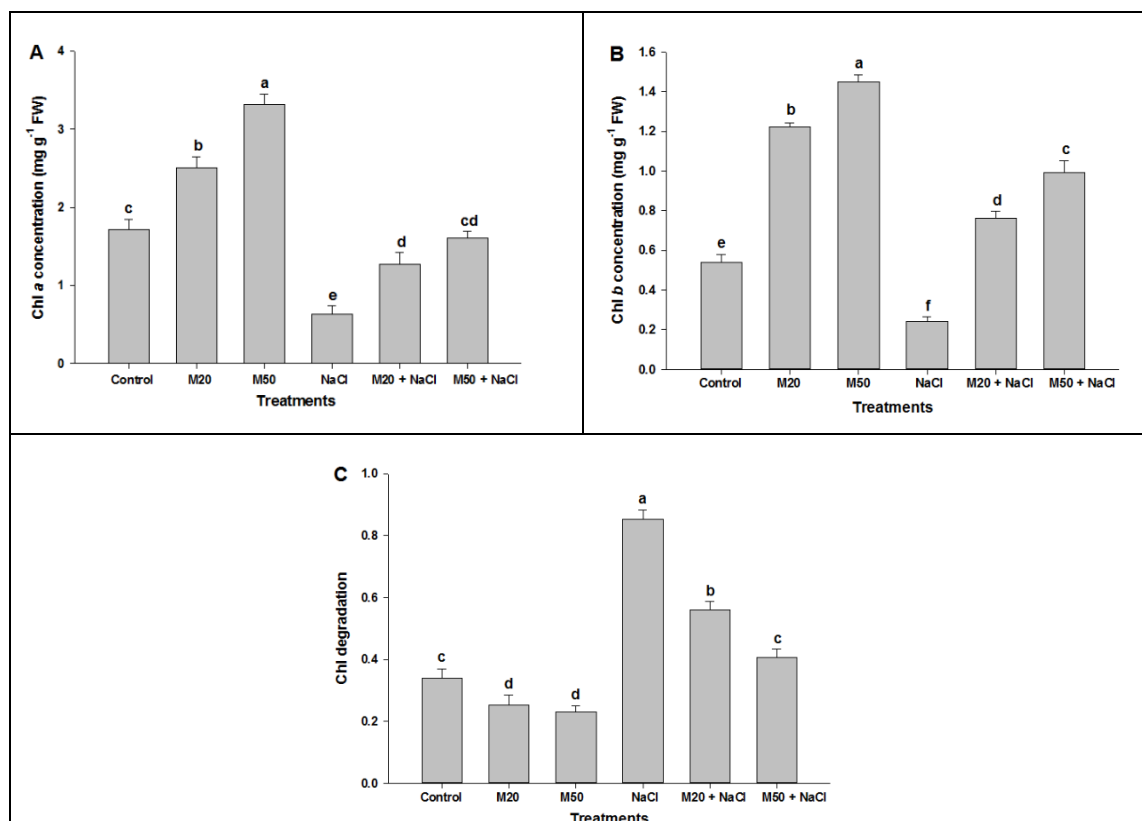 A
Chl a concentration (mg g-1 FW)
4
3
2
1
0
c
b
a
e
d
cd
Control M20 M50 NaCl M20 + NaCl M50 + NaCl
Treatments
B
Chl b concentration (mg g-1 FW)
1.6
1.4
1.2
1.0
0.8
0.6
0.4
0.2
0.0
e
b
a
f
d
c
Control M20 M50 NaCl M20 + NaCl M50 + NaCl
Treatments
C
Chl degradation
1.0
0.8
0.6
0.4
0.2
0.0
c
d
d
a
b
c
Control M20 M50 NaCl M20 + NaCl M50 + NaCl
Treatments